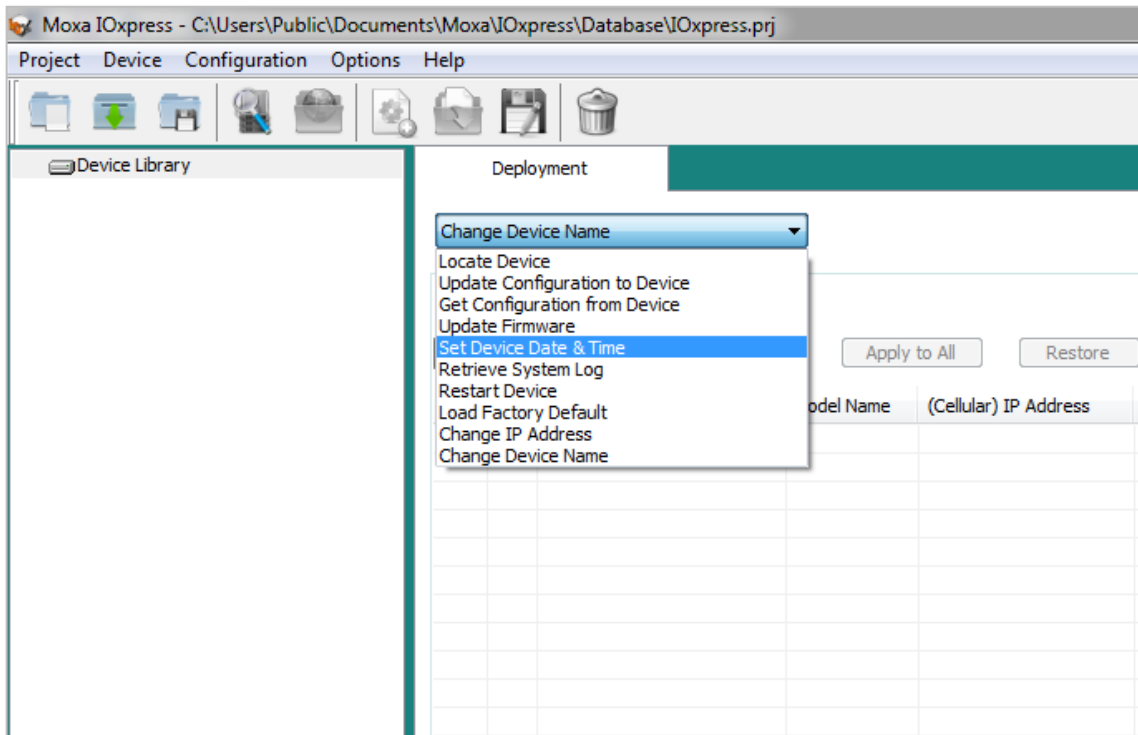 Moxa IOxpress - C:\Users\Public\Documents\Moxa\IOxpress\Database\IOxpress.prj
Project Device Configuration Options Help
Device Library
Deployment
Change Device Name
Locate Device
Update Configuration to Device
Get Configuration from Device
Update Firmware
Set Device Date & Time
Retrieve System Log
Restart Device
Load Factory Default
Change IP Address
Change Device Name
Apply to All Restore
odel Name (Cellular) IP Address